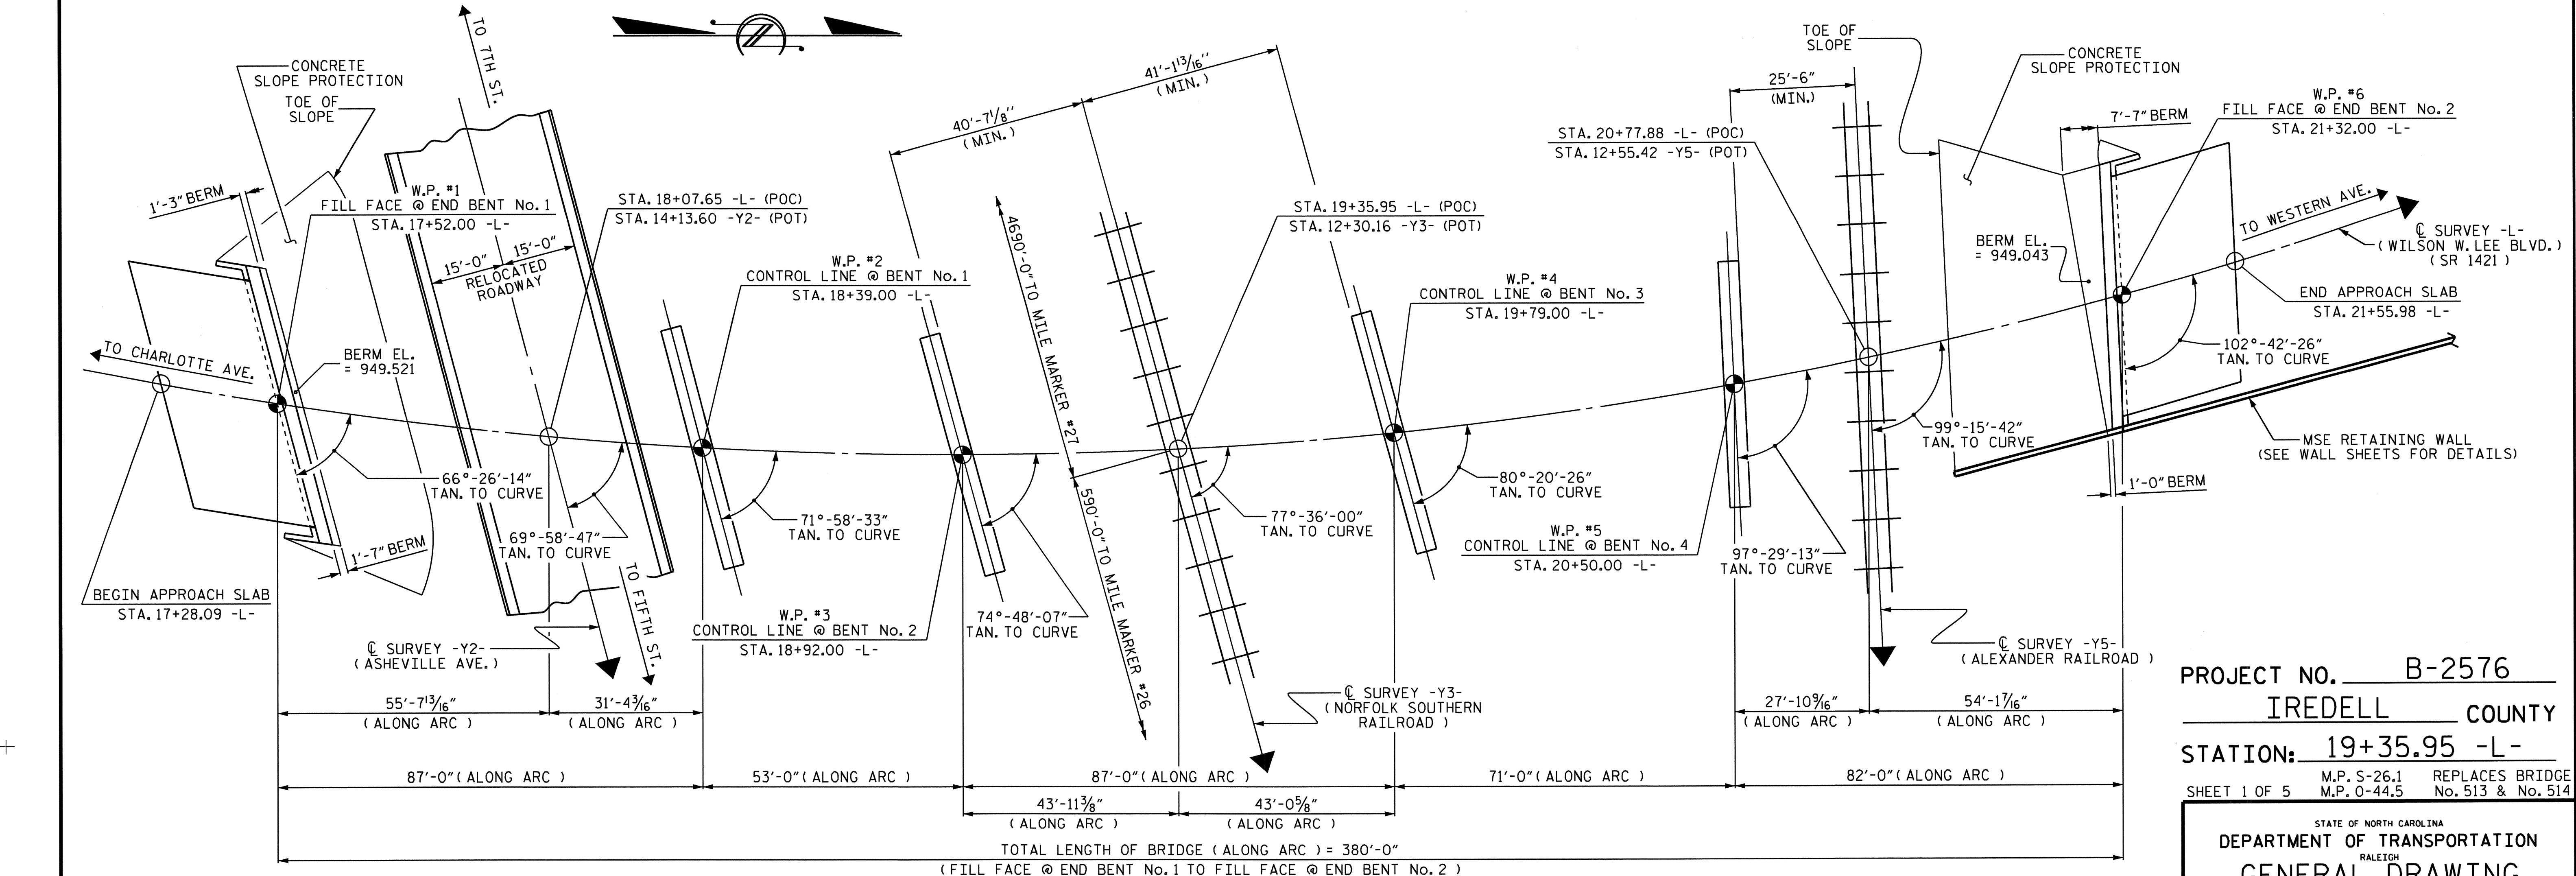 TO 7TH ST.
CONCRETE
SLOPE PROTECTION
TOE OF
SLOPE
1'-3" BERM
W.P. #1
FILL FACE @ END BENT No. 1
STA. 17+52.00 -L-
STA. 18+07.65 -L- (POC)
STA. 14+13.60 -Y2- (POT)
15'-0"
15'-0"
RELOCATED
ROADWAY
W.P. #2
CONTROL LINE @ BENT No. 1
STA. 18+39.00 -L-
40'-7 1/8"
(MIN.)
41'-1 13/16"
(MIN.)
4690'-0" TO MILE MARKER #27
590'-0" TO MILE MARKER #26
STA. 19+35.95 -L- (POC)
STA. 12+30.16 -Y3- (POT)
W.P. #4
CONTROL LINE @ BENT No. 3
STA. 19+79.00 -L-
STA. 20+77.88 -L- (POC)
STA. 12+55.42 -Y5- (POT)
25'-6"
(MIN.)
TOE OF
SLOPE
CONCRETE
SLOPE PROTECTION
7'-7" BERM
W.P. #6
FILL FACE @ END BENT No. 2
STA. 21+32.00 -L-
TO WESTERN AVE.
℄ SURVEY -L-
( WILSON W. LEE BLVD. )
( SR 1421 )
BERM EL.
= 949.043
END APPROACH SLAB
STA. 21+55.98 -L-
TO CHARLOTTE AVE.
BERM EL.
= 949.521
66°-26'-14"
TAN. TO CURVE
1'-7" BERM
BEGIN APPROACH SLAB
STA. 17+28.09 -L-
69°-58'-47"
TAN. TO CURVE
TO FIFTH ST.
℄ SURVEY -Y2-
( ASHEVILLE AVE. )
71°-58'-33"
TAN. TO CURVE
W.P. #3
CONTROL LINE @ BENT No. 2
STA. 18+92.00 -L-
74°-48'-07"
TAN. TO CURVE
77°-36'-00"
TAN. TO CURVE
℄ SURVEY -Y3-
( NORFOLK SOUTHERN
RAILROAD )
80°-20'-26"
TAN. TO CURVE
W.P. #5
CONTROL LINE @ BENT No. 4
STA. 20+50.00 -L-
97°-29'-13"
TAN. TO CURVE
99°-15'-42"
TAN. TO CURVE
℄ SURVEY -Y5-
( ALEXANDER RAILROAD )
102°-42'-26"
TAN. TO CURVE
MSE RETAINING WALL
(SEE WALL SHEETS FOR DETAILS)
1'-0" BERM
55'-7 13/16"
( ALONG ARC )
31'-4 3/16"
( ALONG ARC )
27'-10 9/16"
( ALONG ARC )
54'-1 7/16"
( ALONG ARC )
87'-0" ( ALONG ARC )
53'-0" ( ALONG ARC )
87'-0" ( ALONG ARC )
71'-0" ( ALONG ARC )
82'-0" ( ALONG ARC )
43'-11 3/8"
( ALONG ARC )
43'-0 5/8"
( ALONG ARC )
TOTAL LENGTH OF BRIDGE ( ALONG ARC ) = 380'-0"
( FILL FACE @ END BENT No. 1 TO FILL FACE @ END BENT No. 2 )
PROJECT NO. B-2576
IREDELL COUNTY
STATION: 19+35.95 -L-
SHEET 1 OF 5
M.P. S-26.1
M.P. O-44.5
REPLACES BRIDGE
No. 513 & No. 514
STATE OF NORTH CAROLINA
DEPARTMENT OF TRANSPORTATION
RALEIGH
GENERAL DRAWING